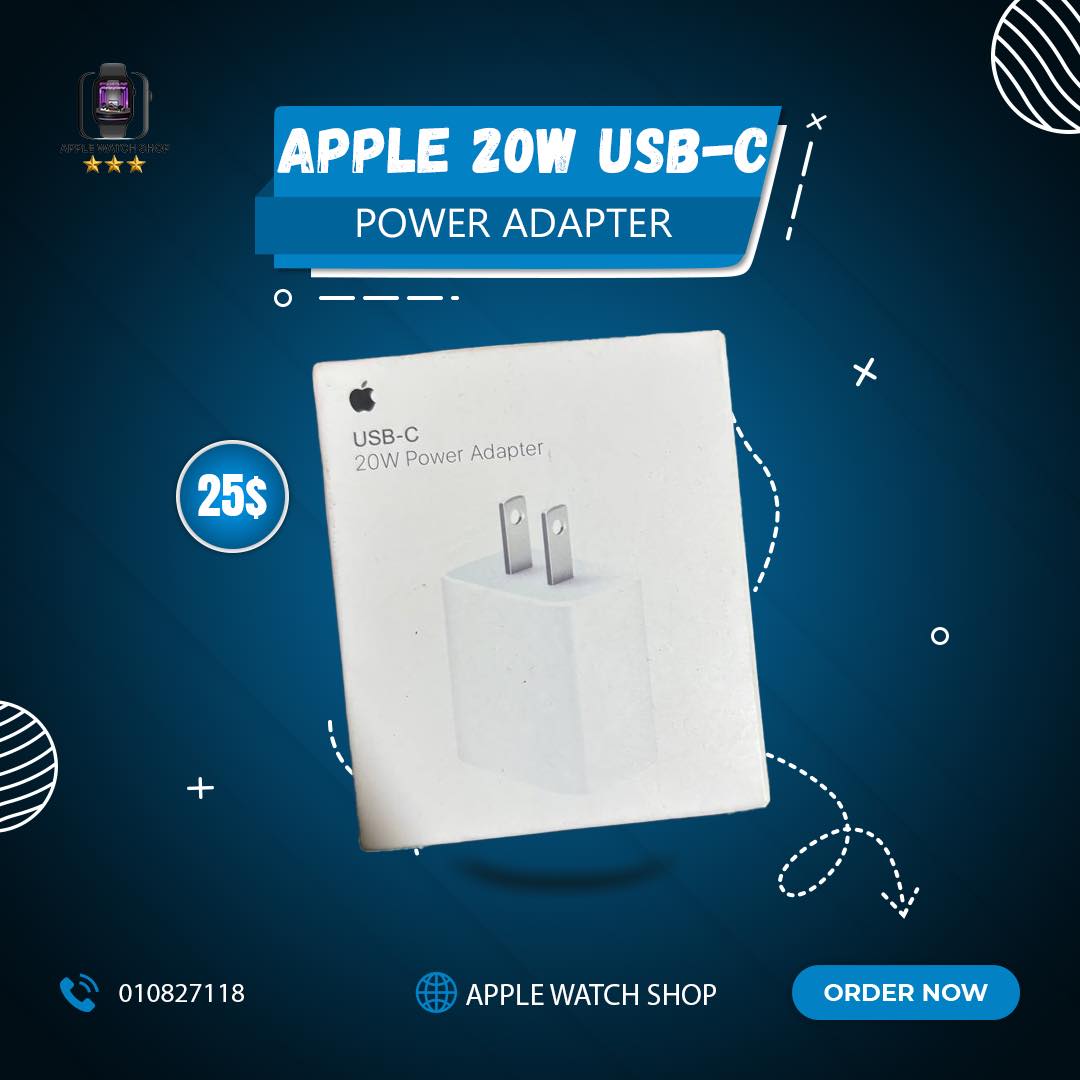 APPLE WATCH SHOP
APPLE 20W USB-C
POWER ADAPTER
USB-C
20W Power Adapter
25$
010827118
APPLE WATCH SHOP
ORDER NOW